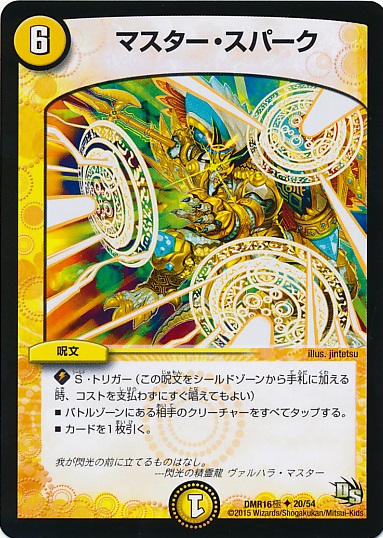 6
マスター・スパーク
呪文
illus. jintetsu
S・トリガー (この呪文をシールドゾーンから手札に加える
時、コストを支払わずにすぐ唱えてもよい)
■ バトルゾーンにある相手のクリーチャーをすべてタップする。
■ カードを1枚引く。
我が閃光の前に立てるものはなし。
---閃光の精霊龍 ヴァルハラ・マスター
1
DMR16極 ◆ 20/54
©2015 Wizards/Shogakukan/Mitsui-Kids
DS